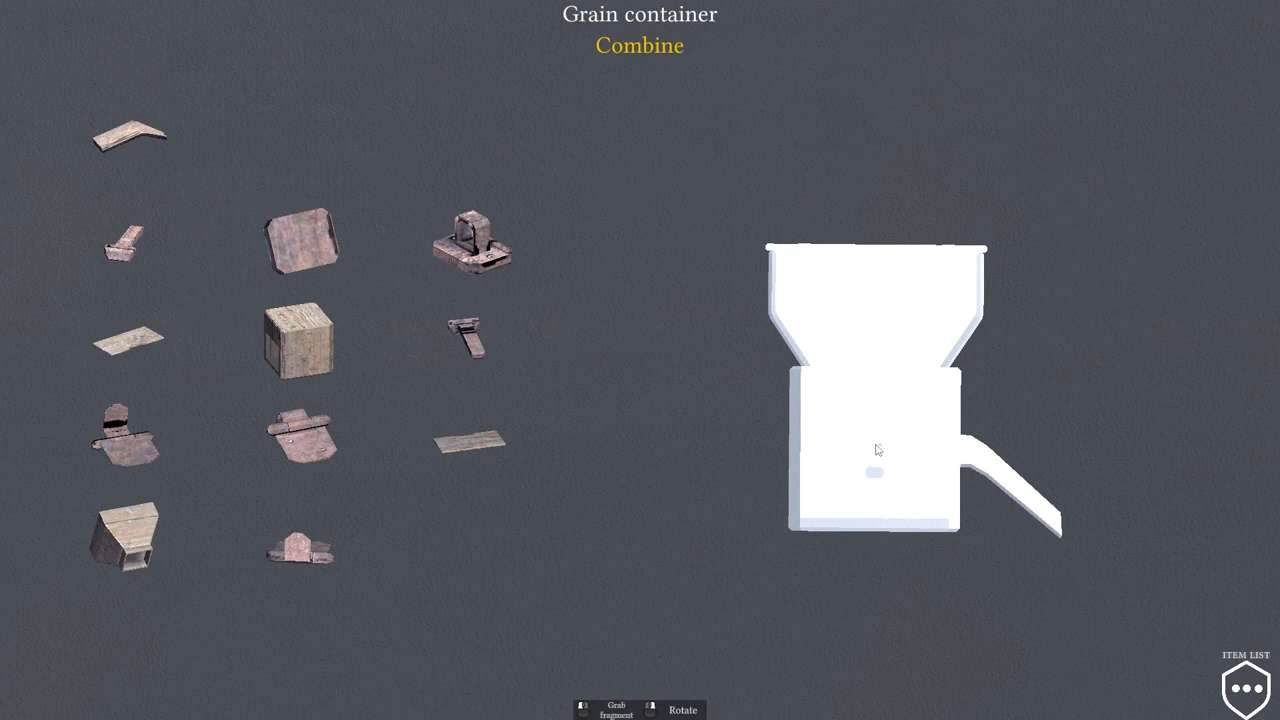 Grain container
Combine
ITEM LIST
Grab
fragment
Rotate